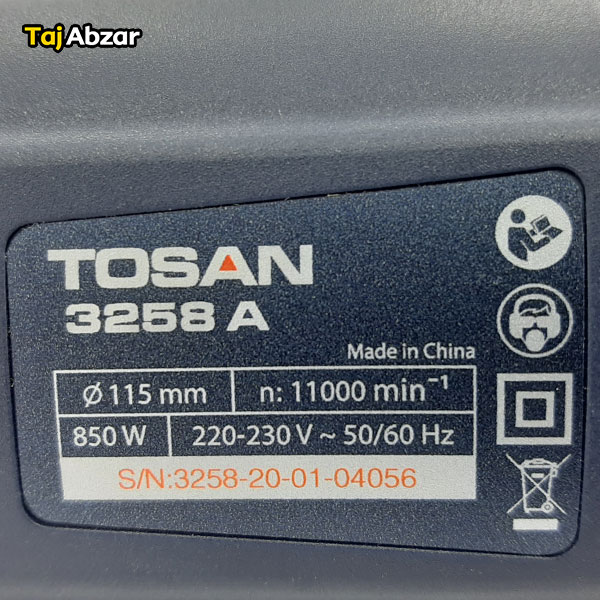 TajAbzar
TOSAN
3258 A
Made in China
Ø 115 mm
n: 11000 min⁻¹
850 W
220-230 V ~ 50/60 Hz
S/N:3258-20-01-04056